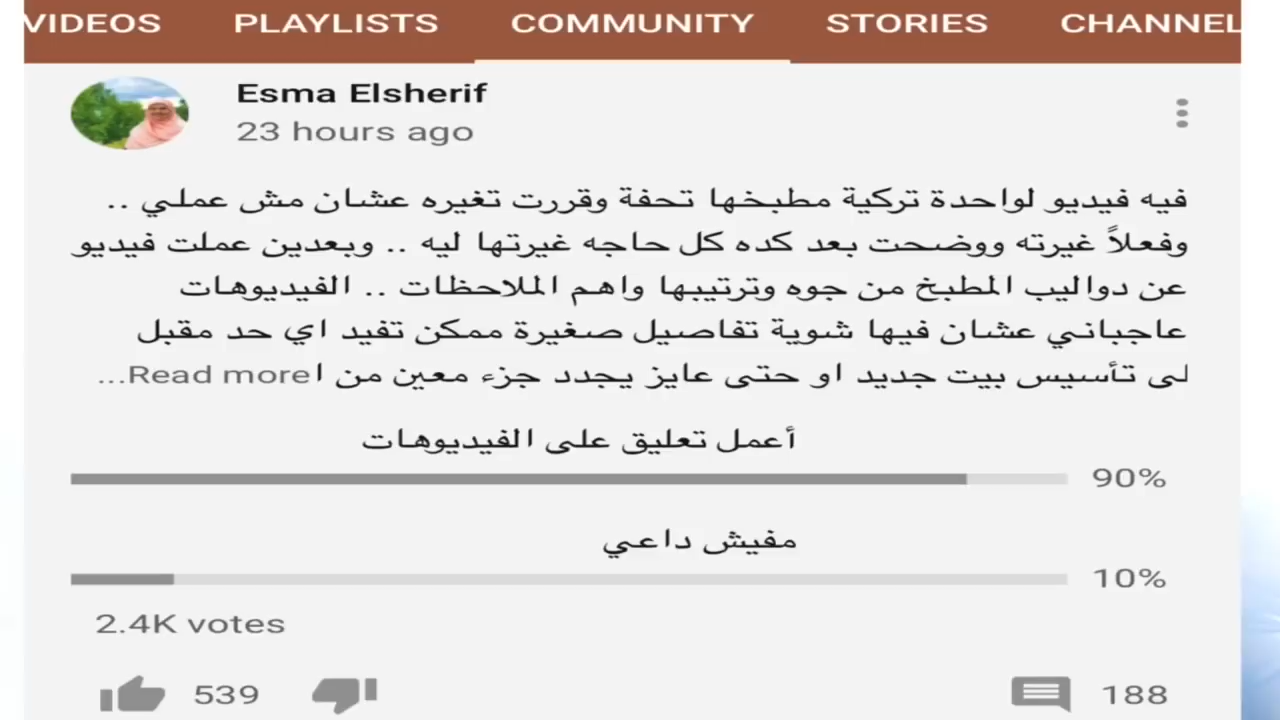 VIDEOS PLAYLISTS COMMUNITY STORIES CHANNEL
Esma Elsherif
23 hours ago
فيه فيديو لواحدة تركية مطبخها تحفة وقررت تغيره عشان مش عملي ..
وفعلاً غيرته ووضحت بعد كده كل حاجه غيرتها ليه .. وبعدين عملت فيديو
عن دواليب المطبخ من جوه وترتيبها واهم الملاحظات .. الفيديوهات
عاجباني عشان فيها شوية تفاصيل صغيرة ممكن تفيد اي حد مقبل
لى تأسيس بيت جديد او حتى عايز يجدد جزء معين من ا Read more...
أعمل تعليق على الفيديوهات
90%
مفيش داعي
10%
2.4K votes
539 188